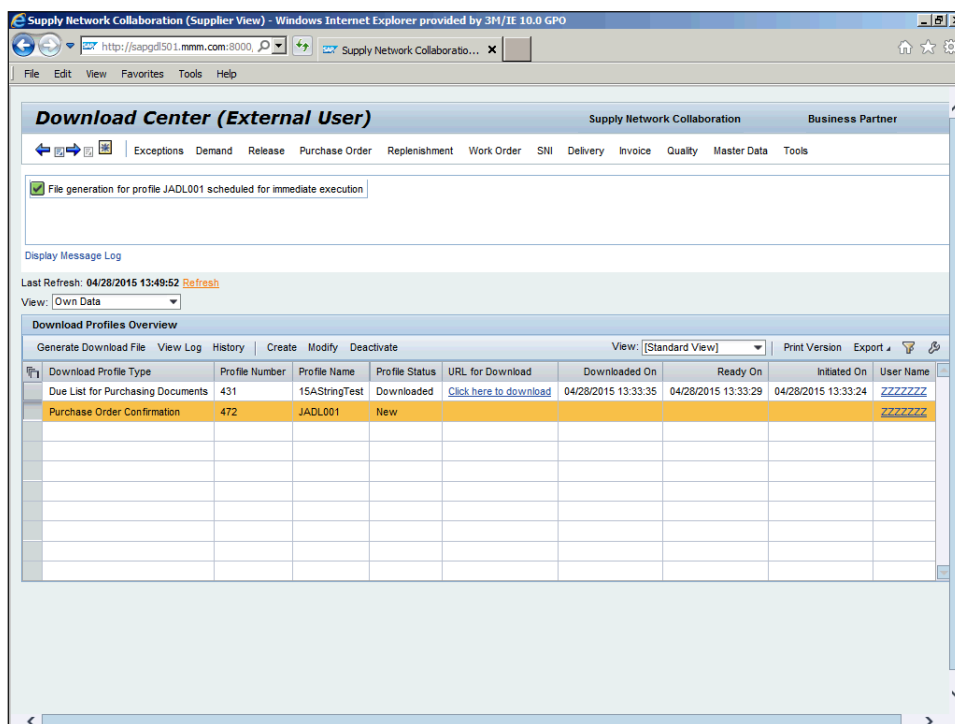 Supply Network Collaboration (Supplier View) - Windows Internet Explorer provided by 3M/IE 10.0 GPO
http://sapgdl501.mmm.com:8000, Supply Network Collaboratio... X
File Edit View Favorites Tools Help
Download Center (External User) Supply Network Collaboration Business Partner
Exceptions Demand Release Purchase Order Replenishment Work Order SNI Delivery Invoice Quality Master Data Tools
File generation for profile JADL001 scheduled for immediate execution
Display Message Log
Last Refresh: 04/28/2015 13:49:52 Refresh
View: Own Data
Download Profiles Overview
Generate Download File View Log History Create Modify Deactivate View: [Standard View] Print Version Export
Download Profile Type Profile Number Profile Name Profile Status URL for Download Downloaded On Ready On Initiated On User Name
Due List for Purchasing Documents 431 15AStringTest Downloaded Click here to download 04/28/2015 13:33:35 04/28/2015 13:33:29 04/28/2015 13:33:24 ZZZZZZZ
Purchase Order Confirmation 472 JADL001 New ZZZZZZZ